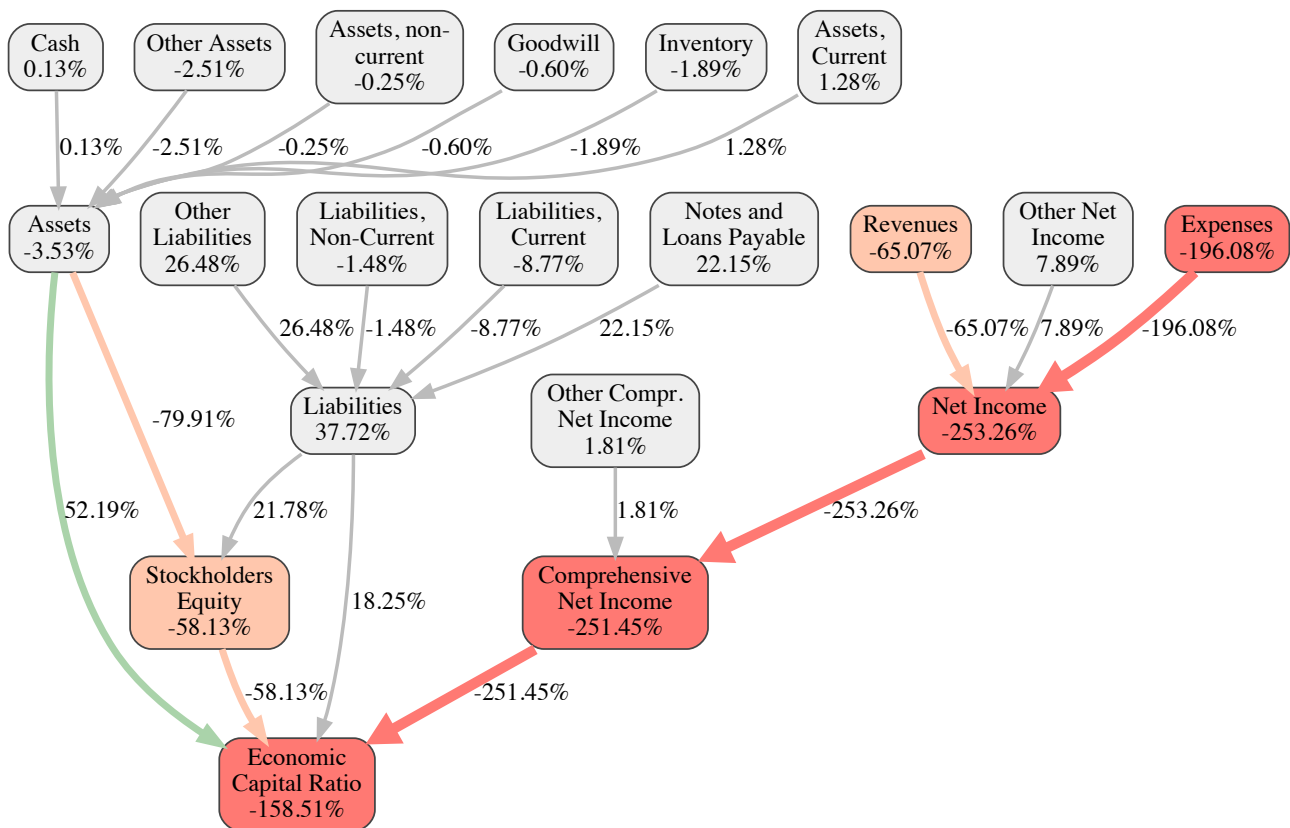 Cash
0.13%
Other Assets
-2.51%
Assets, non-
current
-0.25%
Goodwill
-0.60%
Inventory
-1.89%
Assets,
Current
1.28%
0.13%
-2.51%
-0.25%
-0.60%
-1.89%
1.28%
Assets
-3.53%
Other
Liabilities
26.48%
Liabilities,
Non-Current
-1.48%
Liabilities,
Current
-8.77%
Notes and
Loans Payable
22.15%
Revenues
-65.07%
Other Net
Income
7.89%
Expenses
-196.08%
26.48%
-1.48%
-8.77%
22.15%
-65.07%
7.89%
-196.08%
-79.91%
Liabilities
37.72%
Other Compr.
Net Income
1.81%
Net Income
-253.26%
52.19%
21.78%
1.81%
-253.26%
Stockholders
Equity
-58.13%
18.25%
Comprehensive
Net Income
-251.45%
-58.13%
-251.45%
Economic
Capital Ratio
-158.51%